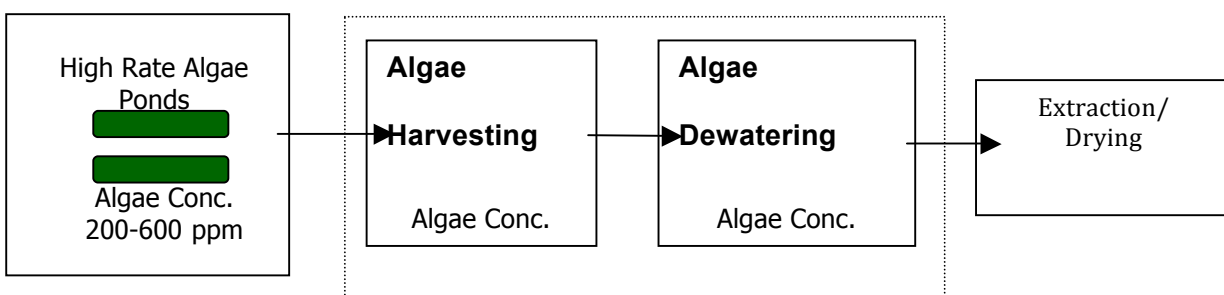 High Rate Algae
Ponds
Algae Conc.
200-600 ppm
Algae
Harvesting
Algae Conc.
Algae
Dewatering
Algae Conc.
Extraction/
Drying